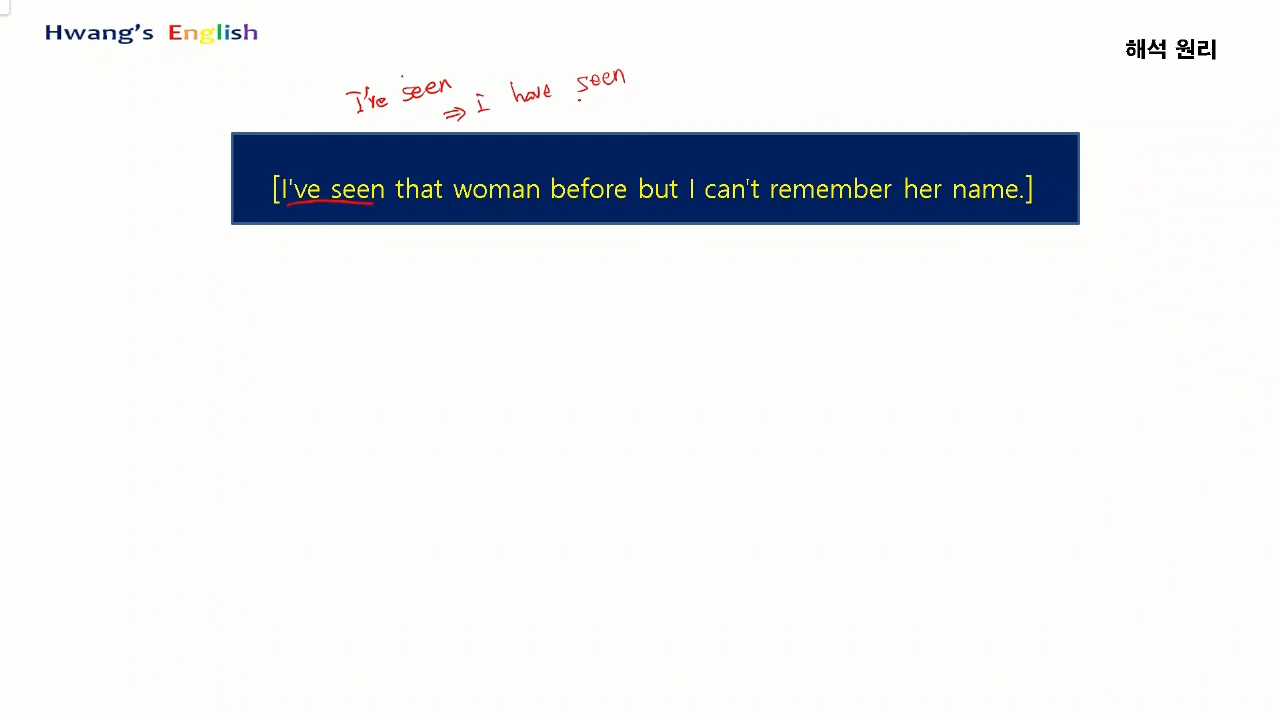 Hwang's English
해석 원리
I've seen
⇒ I have seen
[I've seen that woman before but I can't remember her name.]